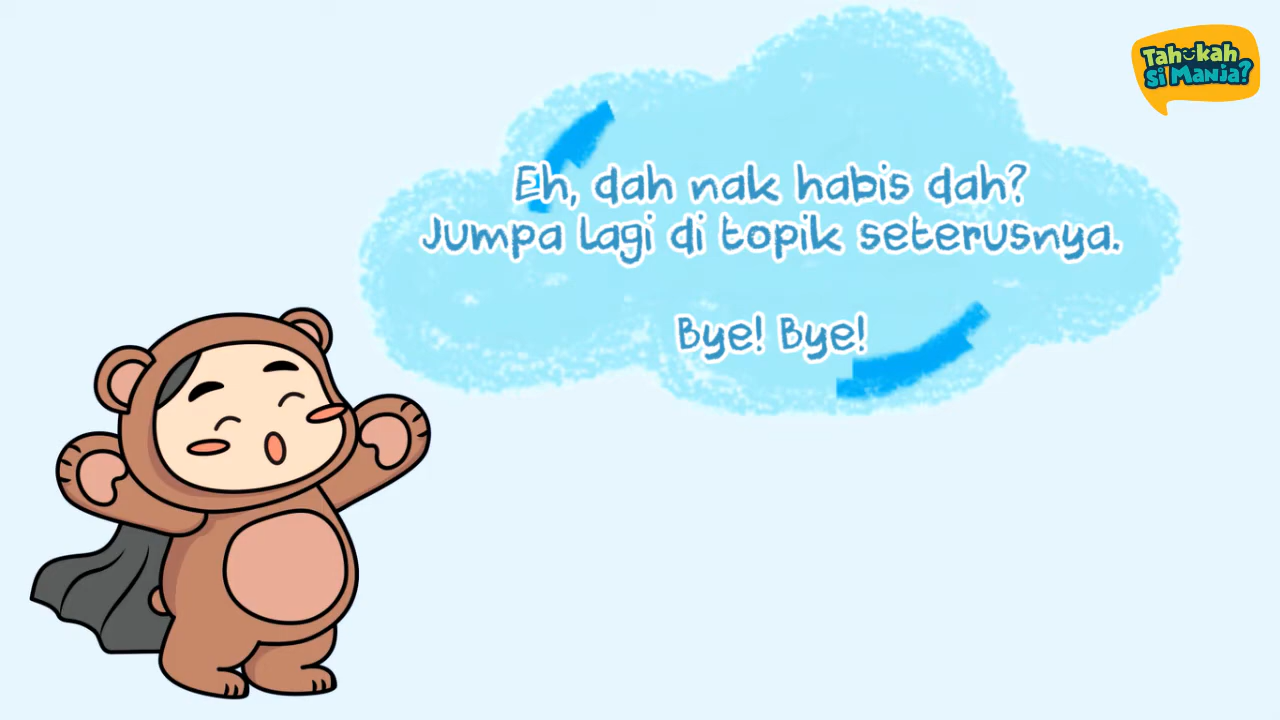 Tahukah
Si Manja?
Eh, dah nak habis dah?
Jumpa lagi di topik seterusnya.
Bye! Bye!